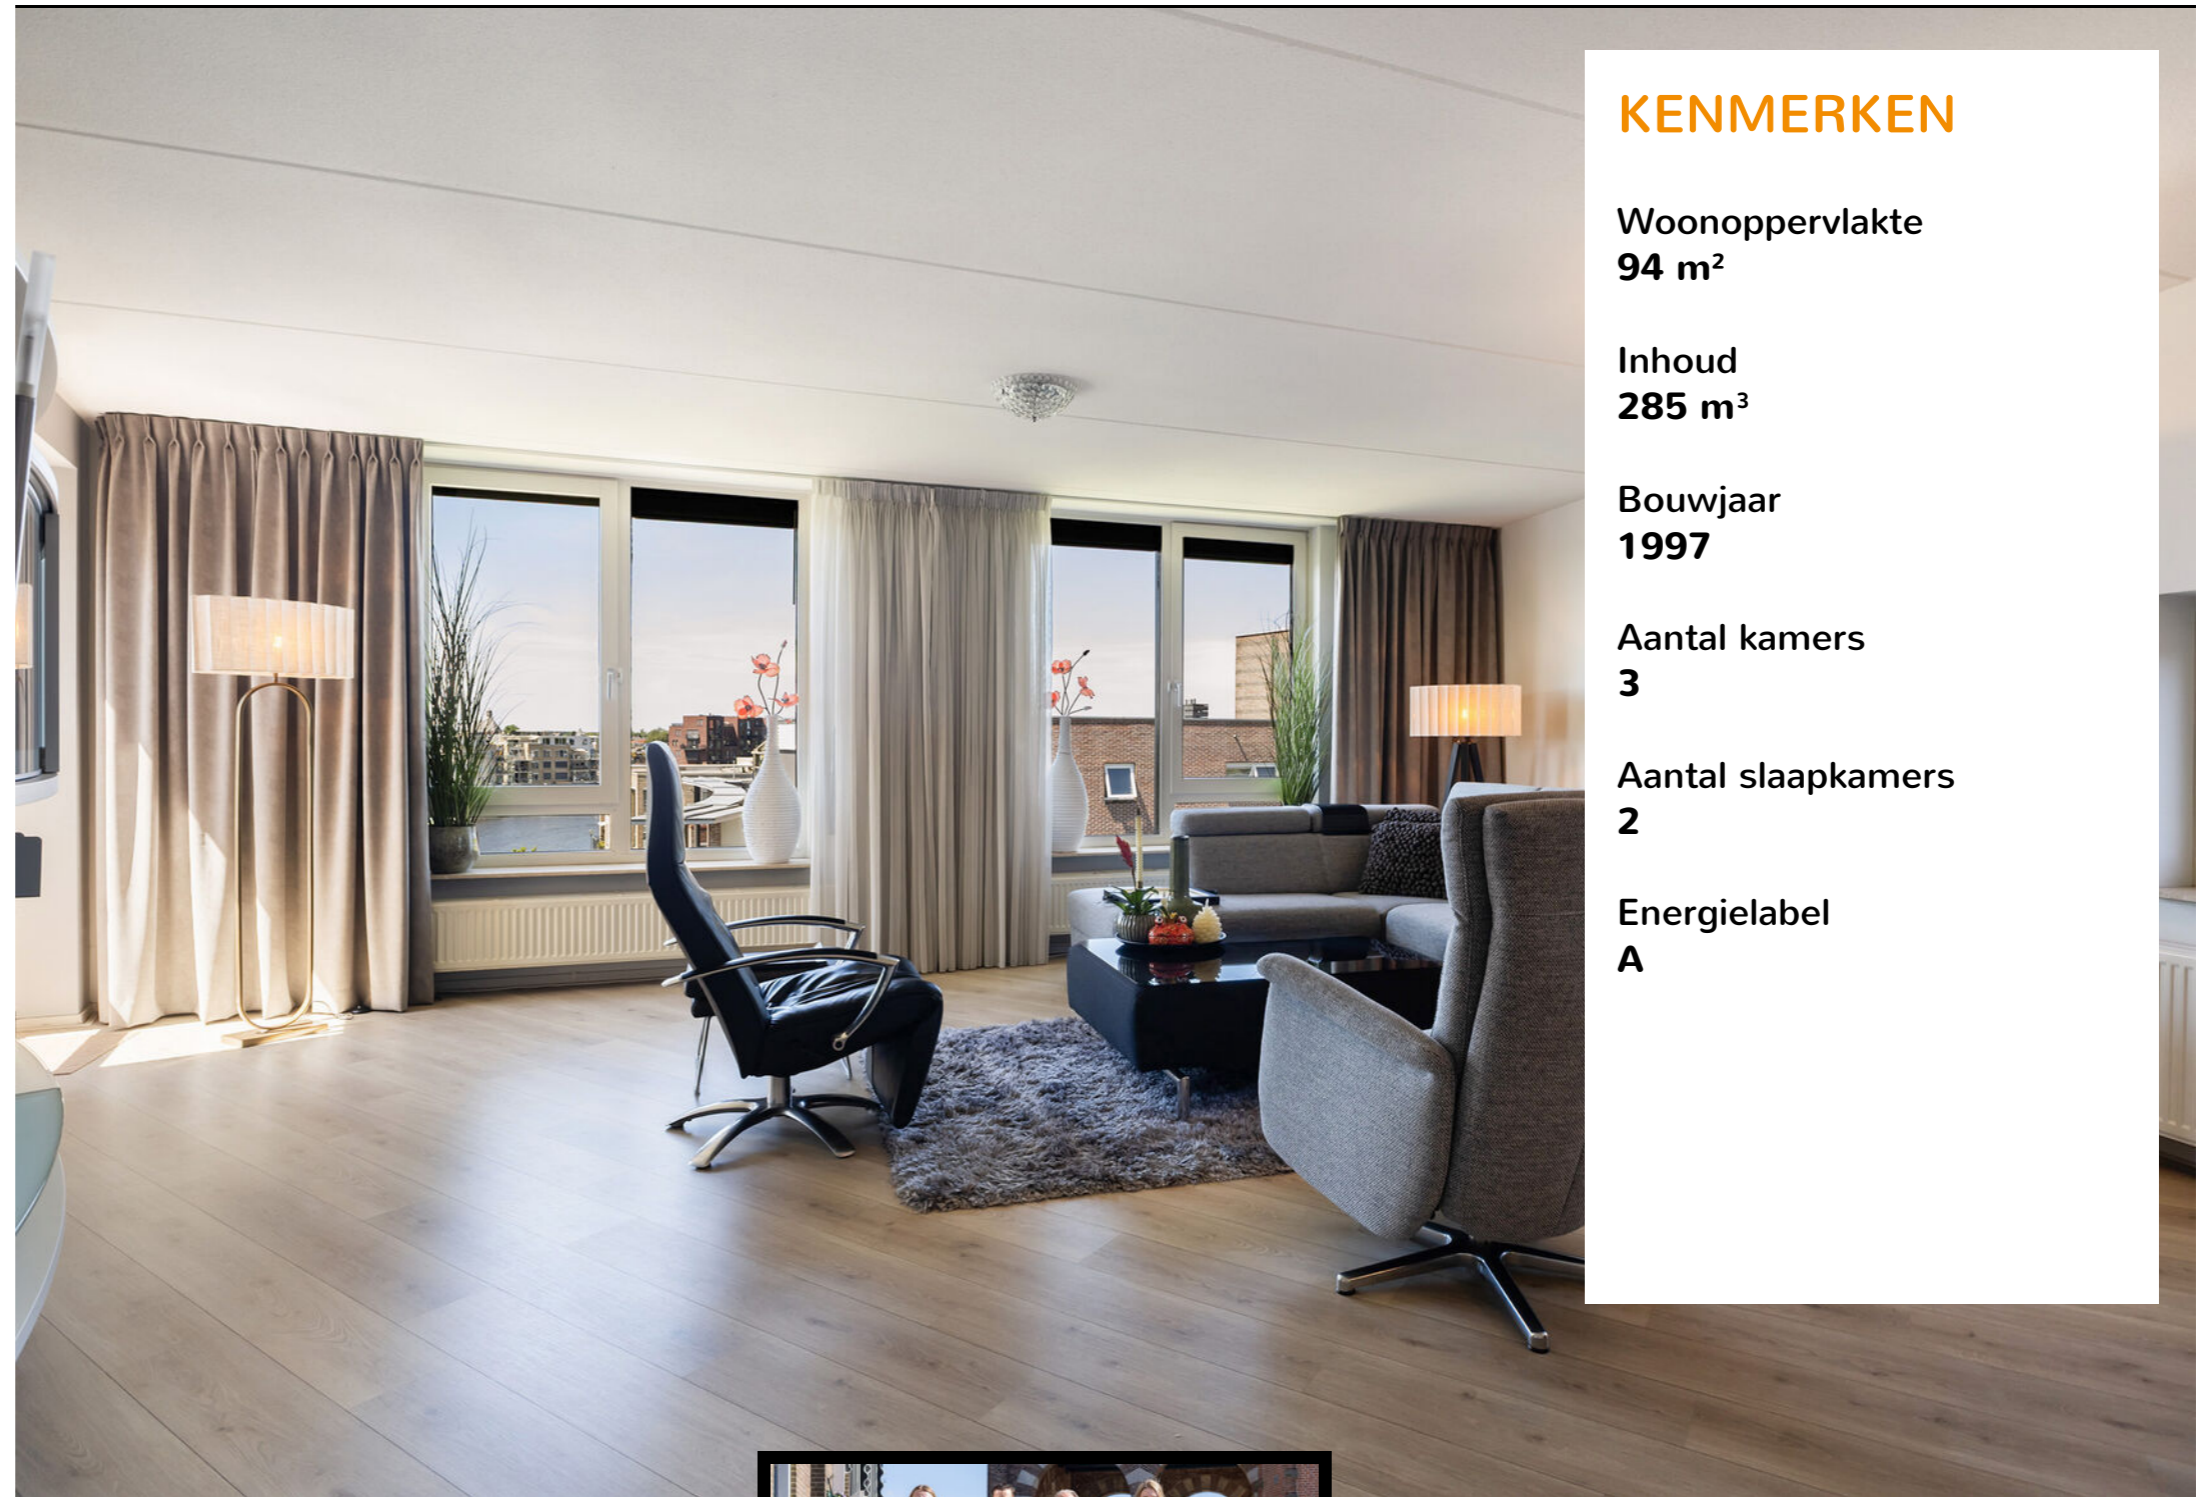 KENMERKEN
Woonoppervlakte
94 m²
Inhoud
285 m³
Bouwjaar
1997
Aantal kamers
3
Aantal slaapkamers
2
Energielabel
A